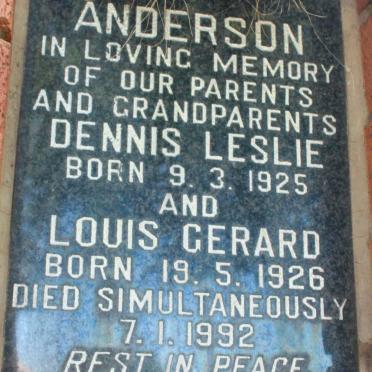 ANDERSON
IN LOVING MEMORY
OF OUR PARENTS
AND GRANDPARENTS
DENNIS LESLIE
BORN 9. 3. 1925
AND
LOUIS GERARD
BORN 19. 5. 1926
DIED SIMULTANEOUSLY
7. 1. 1992
REST IN PEACE